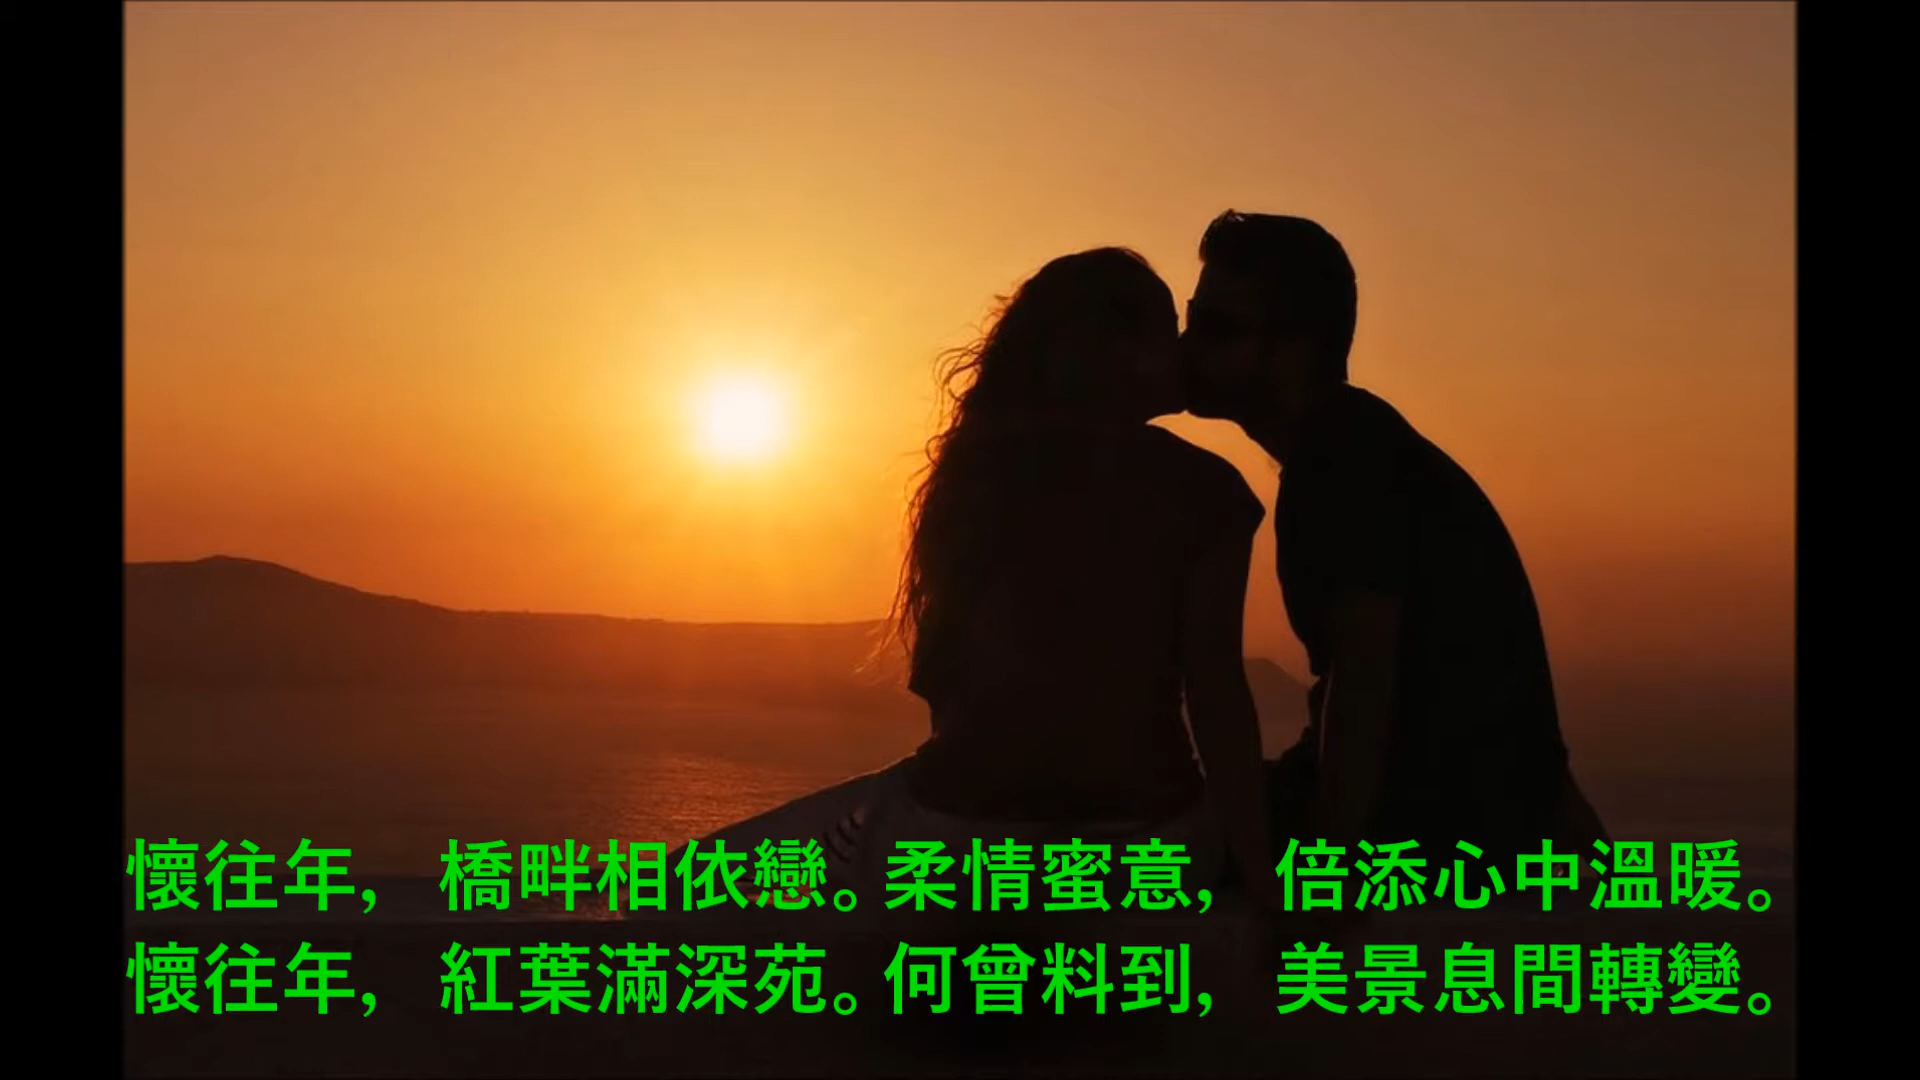 懷往年, 橋畔相依戀。柔情蜜意, 倍添心中溫暖。
懷往年, 紅葉滿深苑。何曾料到, 美景息間轉變。